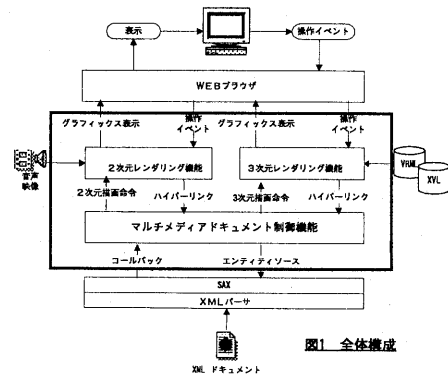 表示
操作イベント
WEBブラウザ
グラフィックス表示
操作
イベント
グラフィックス表示
操作
イベント
音声
映像
2次元レンダリング機能
3次元レンダリング機能
VRML
XVL
2次元描画命令
ハイパーリンク
3次元描画命令
ハイパーリンク
マルチメディアドキュメント制御機能
コールバック
エンティティソース
SAX
XMLパーサ
XML ドキュメント
図1 全体構成